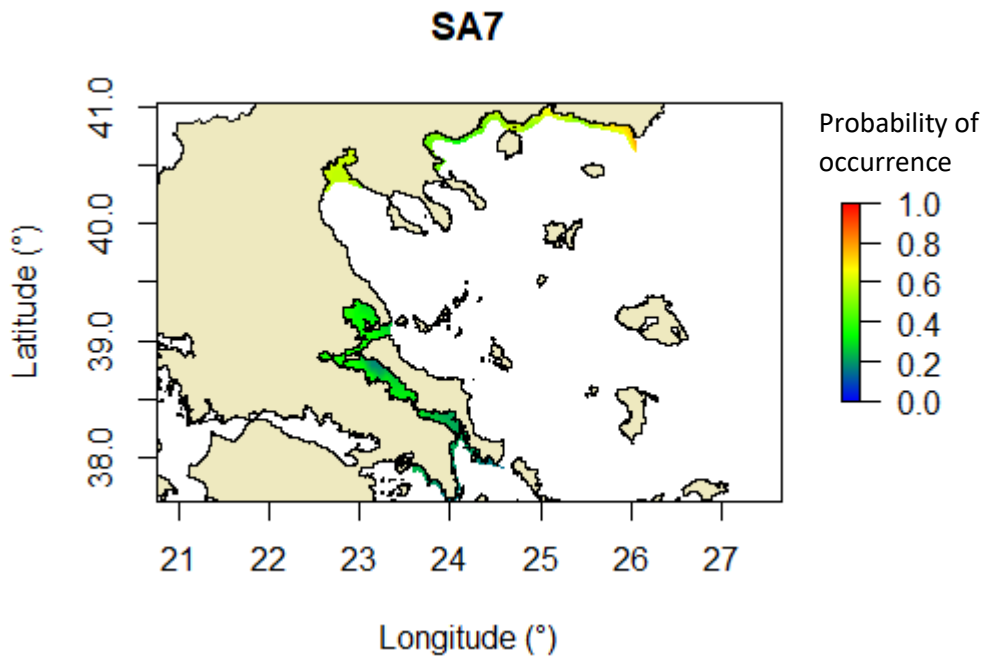 SA7
Latitude (°)
41.0
40.0
39.0
38.0
21 22 23 24 25 26 27
Longitude (°)
Probability of
occurrence
1.0
0.8
0.6
0.4
0.2
0.0